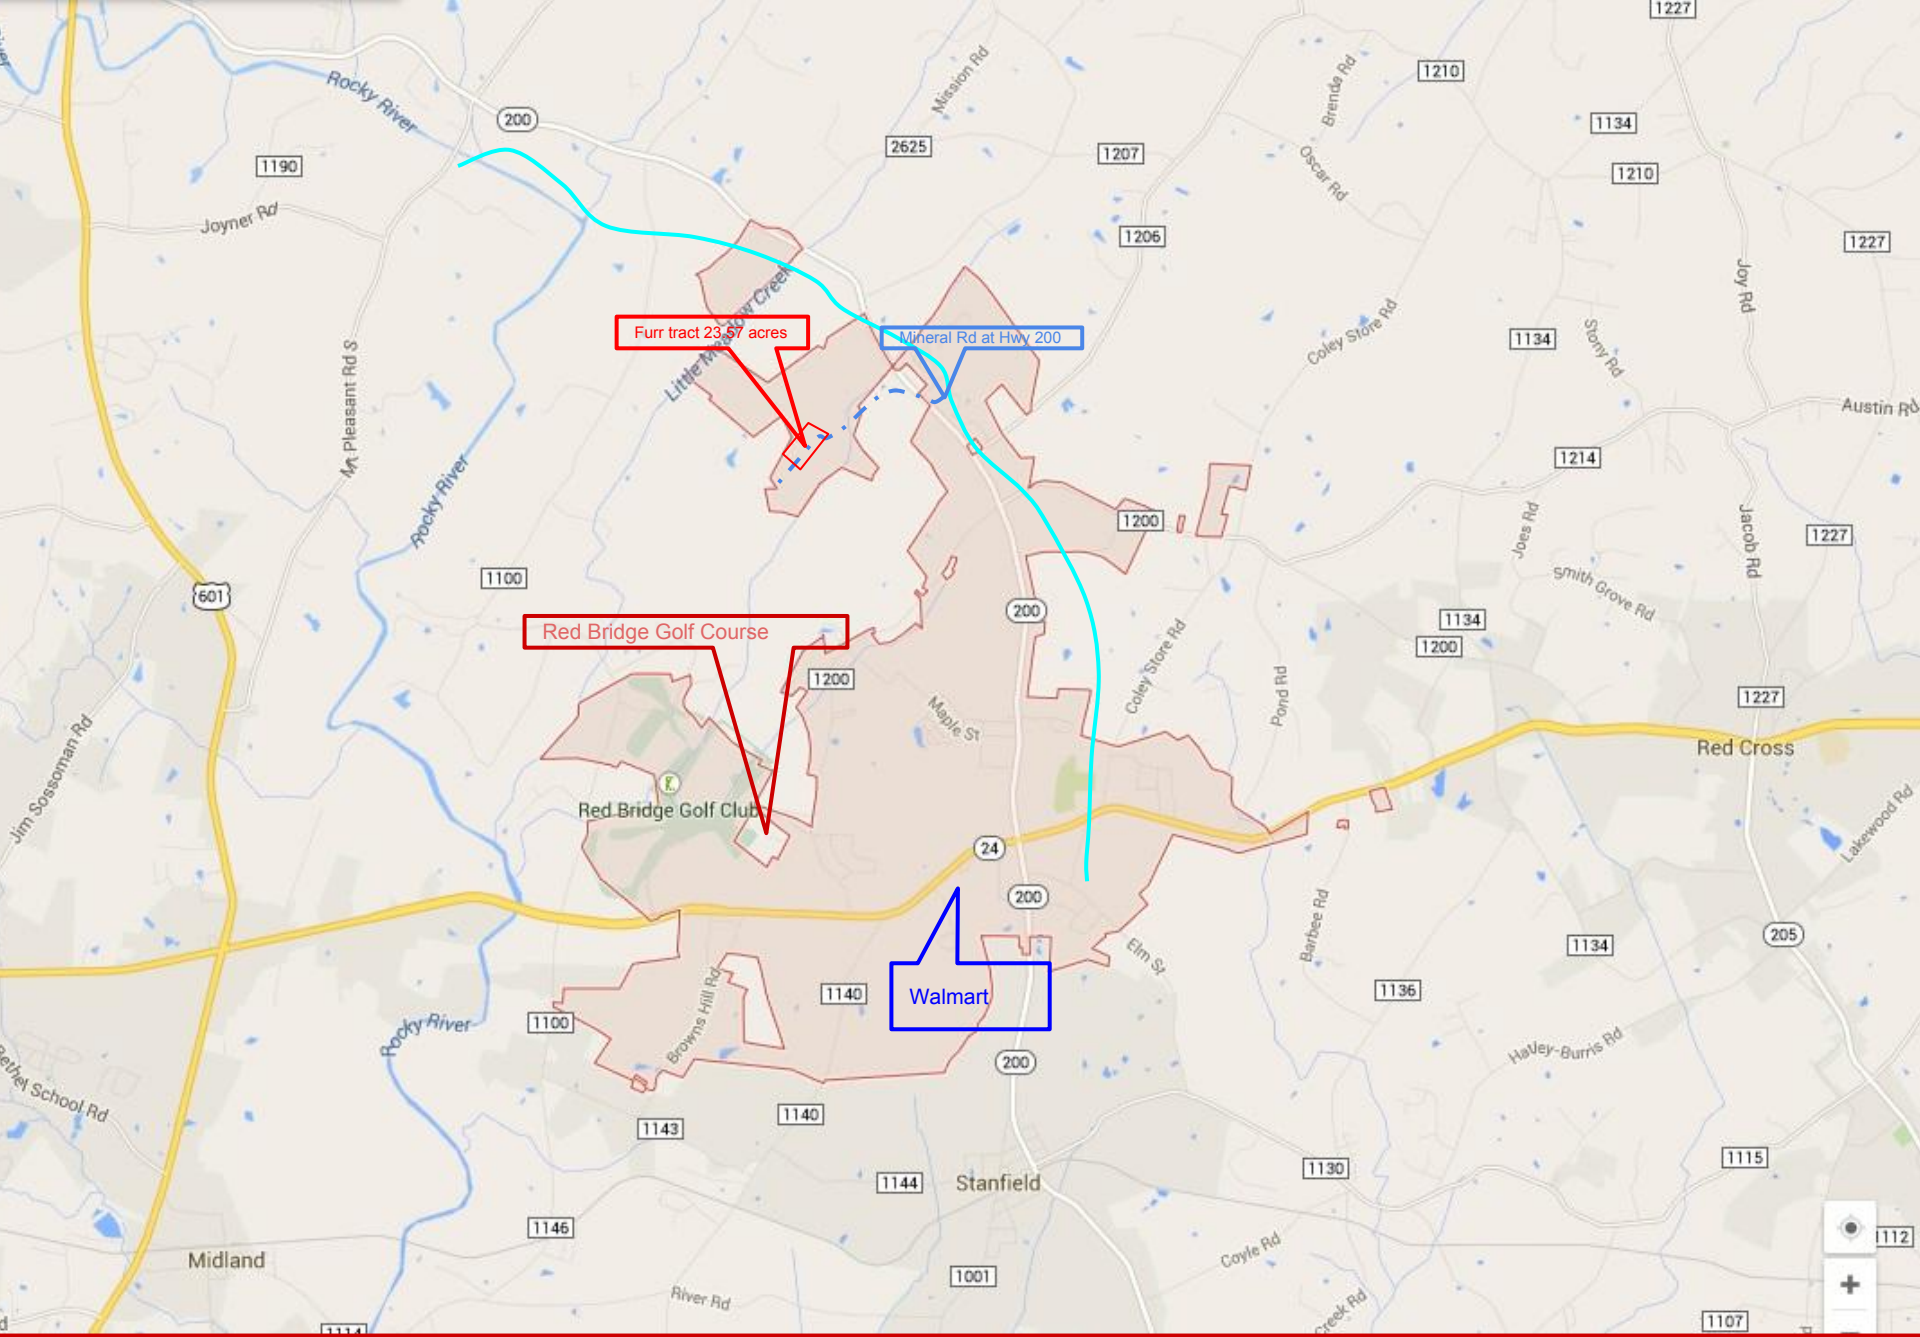 1227
1210
1134
Mission Rd
Brenda Rd
Rocky River
200
2625
1207
1190
Oscar Rd
1210
Joyner Rd
1206
1227
Joy Rd
Little Meadow Creek
Furr tract 23.57 acres
Mineral Rd at Hwy 200
Coley Store Rd
1134
Stony Rd
Mt Pleasant Rd S
Austin Rd
1214
Rocky River
1200
Joes Rd
Jacob Rd
1227
1100
Smith Grove Rd
601
200
1134
Red Bridge Golf Course
1200
1200
Coley Store Rd
Pond Rd
1227
Maple St
Red Cross
Jim Sossoman Rd
Red Bridge Golf Club
24
Lakewood Rd
200
Barbee Rd
205
Elm St
1134
Walmart
1140
1136
Browns Hill Rd
1100
Rocky River
Hatley-Burris Rd
200
Bethel School Rd
1140
1143
1115
1130
1144
Stanfield
1146
1112
Midland
Coyle Rd
1001
River Rd
Creek Rd
1107
1114